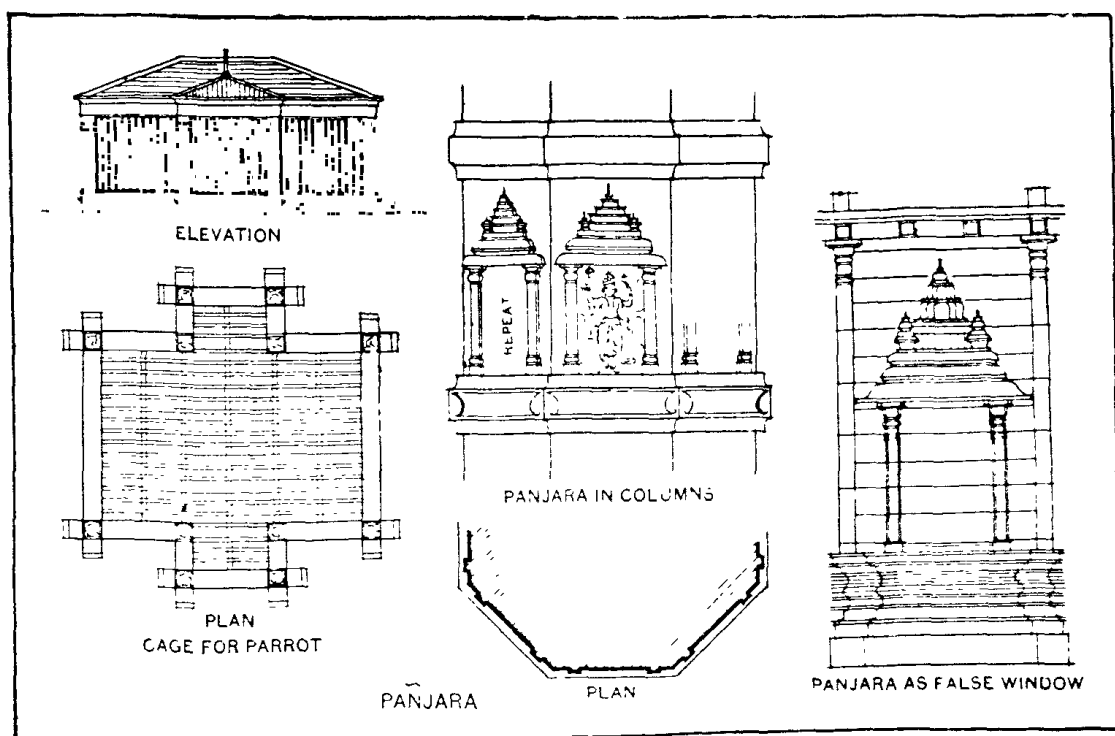 ELEVATION
PLAN
CAGE FOR PARROT
REPEAT
PANJARA IN COLUMNS
PLAN
PANJARA AS FALSE WINDOW
PAÑJARA